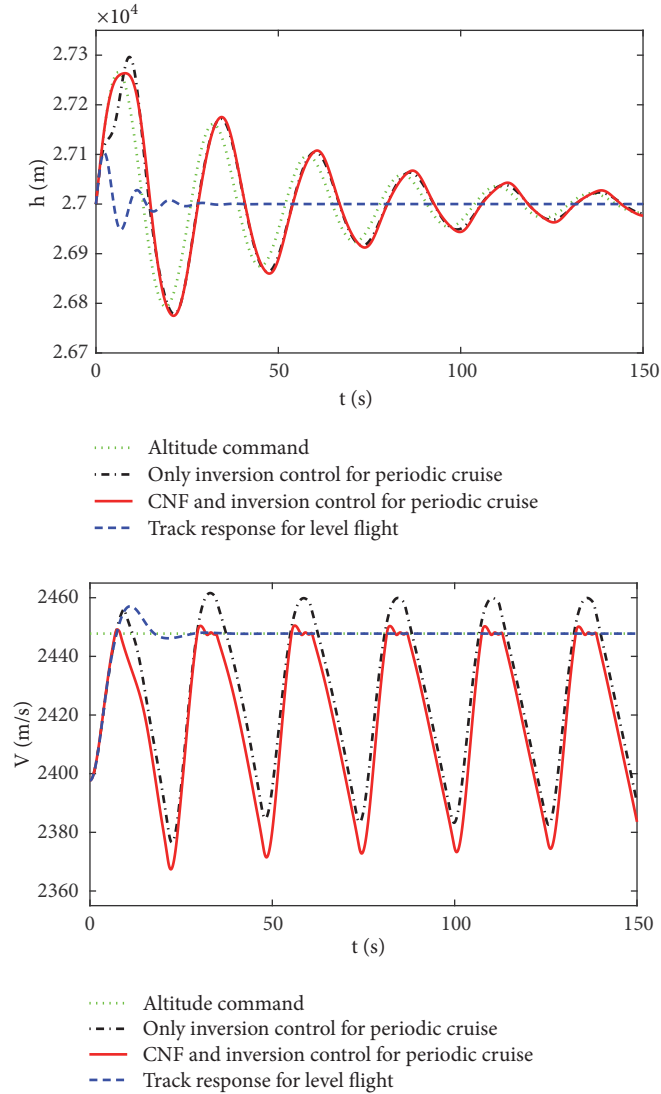 ×10⁴
2.73
2.72
2.71
2.7
2.69
2.68
2.67
h (m)
0
50
100
150
t (s)
Altitude command
Only inversion control for periodic cruise
CNF and inversion control for periodic cruise
Track response for level flight
2460
2440
2420
2400
2380
2360
V (m/s)
0
50
100
150
t (s)
Altitude command
Only inversion control for periodic cruise
CNF and inversion control for periodic cruise
Track response for level flight